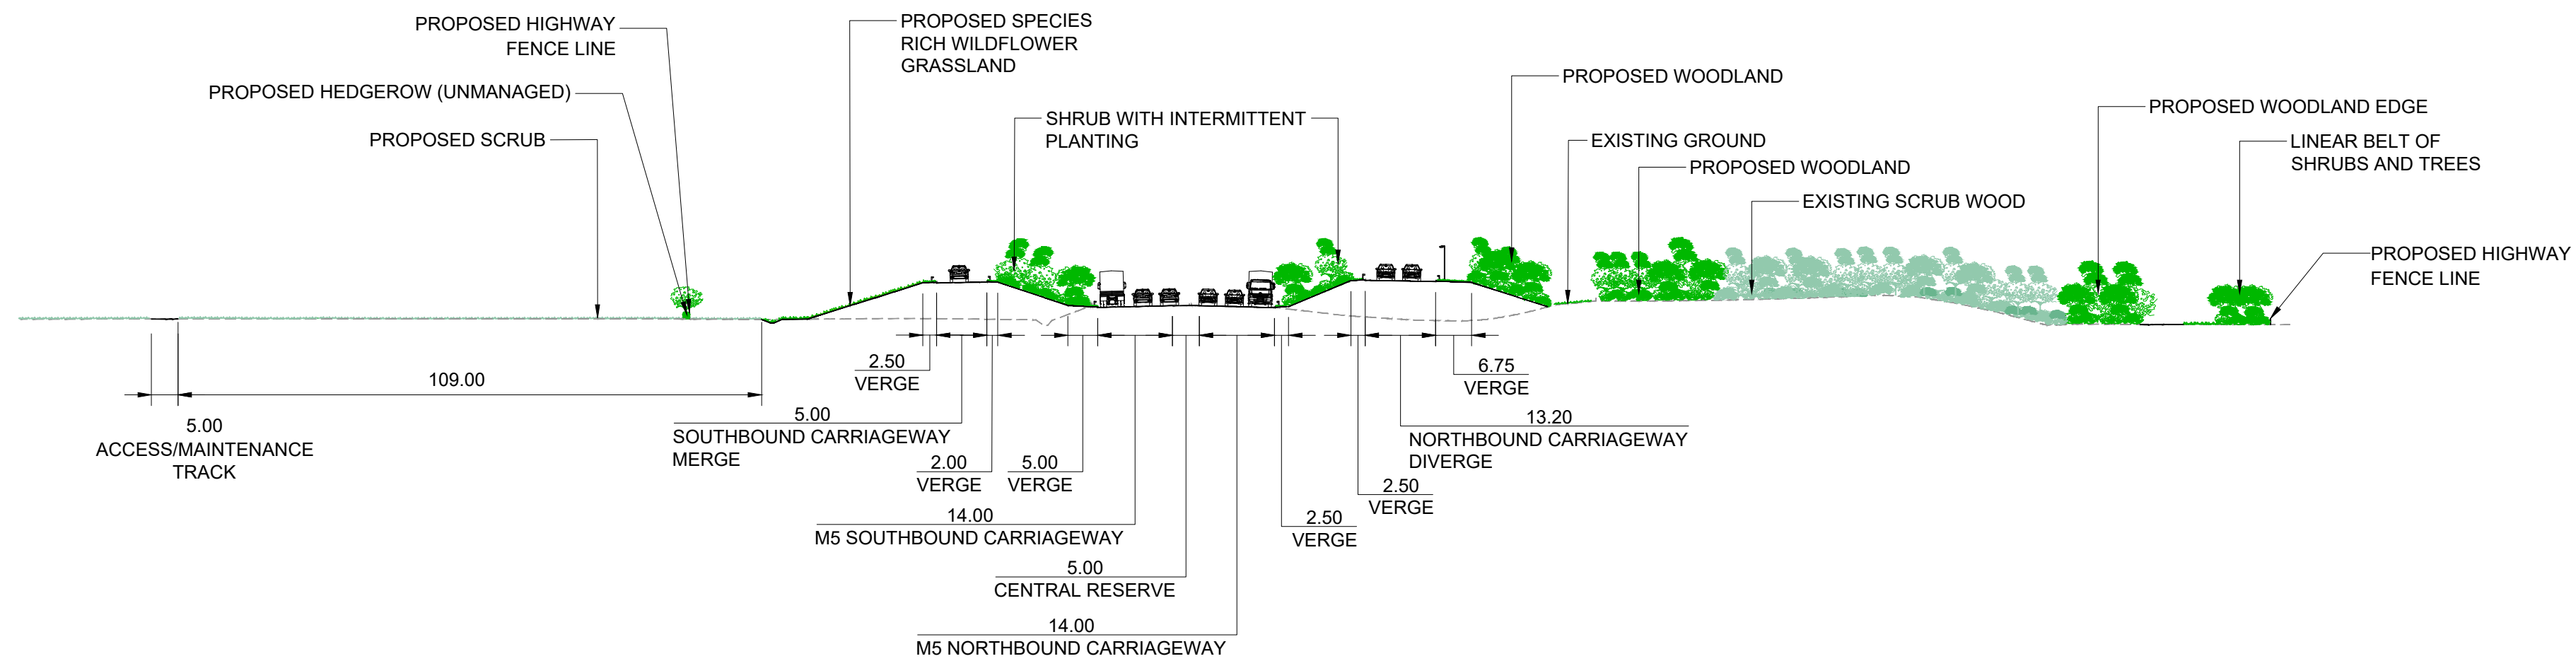 PROPOSED HIGHWAY
FENCE LINE
PROPOSED HEDGEROW (UNMANAGED)
PROPOSED SCRUB
PROPOSED SPECIES
RICH WILDFLOWER
GRASSLAND
SHRUB WITH INTERMITTENT
PLANTING
PROPOSED WOODLAND
EXISTING GROUND
PROPOSED WOODLAND
EXISTING SCRUB WOOD
PROPOSED WOODLAND EDGE
LINEAR BELT OF
SHRUBS AND TREES
PROPOSED HIGHWAY
FENCE LINE
109.00
5.00
ACCESS/MAINTENANCE
TRACK
2.50
VERGE
5.00
SOUTHBOUND CARRIAGEWAY
MERGE
2.00
VERGE
5.00
VERGE
14.00
M5 SOUTHBOUND CARRIAGEWAY
5.00
CENTRAL RESERVE
14.00
M5 NORTHBOUND CARRIAGEWAY
2.50
VERGE
2.50
VERGE
13.20
NORTHBOUND CARRIAGEWAY
DIVERGE
6.75
VERGE